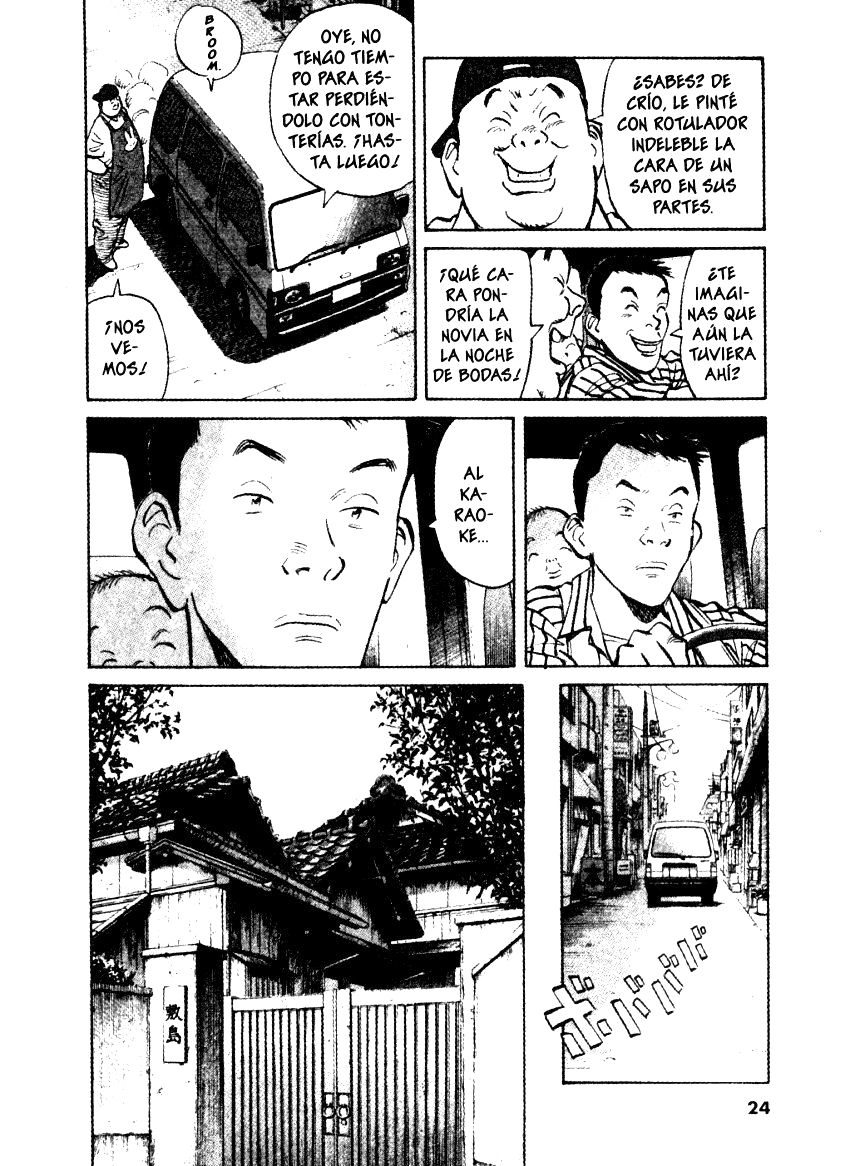 ¿SABES? DE
CRÍO, LE PINTÉ
CON ROTULADOR
INDELEBLE LA
CARA DE UN
SAPO EN SUS
PARTES.
¿TE
IMAGI-
NAS QUE
AÚN LA
TUVIERA
AHÍ?
¡QUÉ CA-
RA PON-
DRÍA LA
NOVIA EN
LA NOCHE
DE BODAS!
OYE, NO
TENGO TIEM-
PO PARA ES-
TAR PERDIÉN-
DOLO CON TON-
TERÍAS. ¡HAS-
TA LUEGO!
BROOM.
¡NOS
VE-
MOS!
AL
KA-
RAO-
KE...
ボバババ
敷島
24